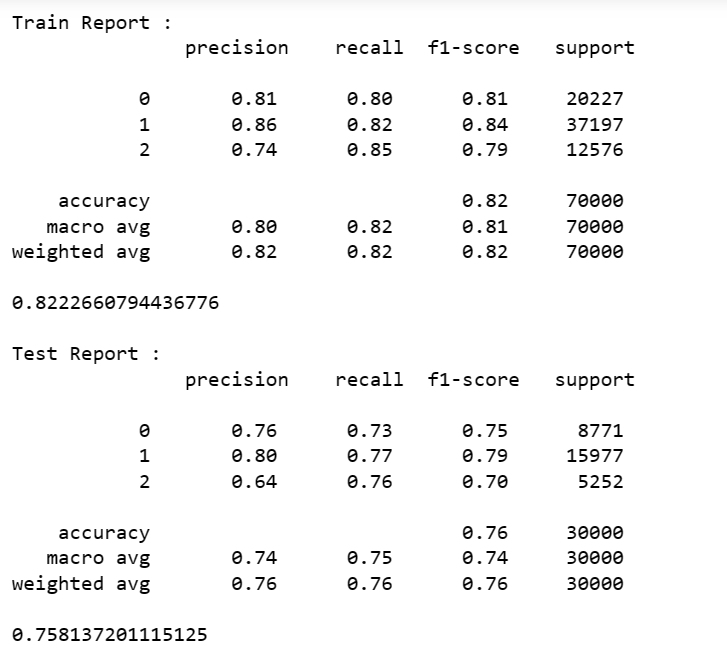 Train Report :
precision recall f1-score support
0 0.81 0.80 0.81 20227
1 0.86 0.82 0.84 37197
2 0.74 0.85 0.79 12576
accuracy 0.82 70000
macro avg 0.80 0.82 0.81 70000
weighted avg 0.82 0.82 0.82 70000
0.8222660794436776
Test Report :
precision recall f1-score support
0 0.76 0.73 0.75 8771
1 0.80 0.77 0.79 15977
2 0.64 0.76 0.70 5252
accuracy 0.76 30000
macro avg 0.74 0.75 0.74 30000
weighted avg 0.76 0.76 0.76 30000
0.758137201115125